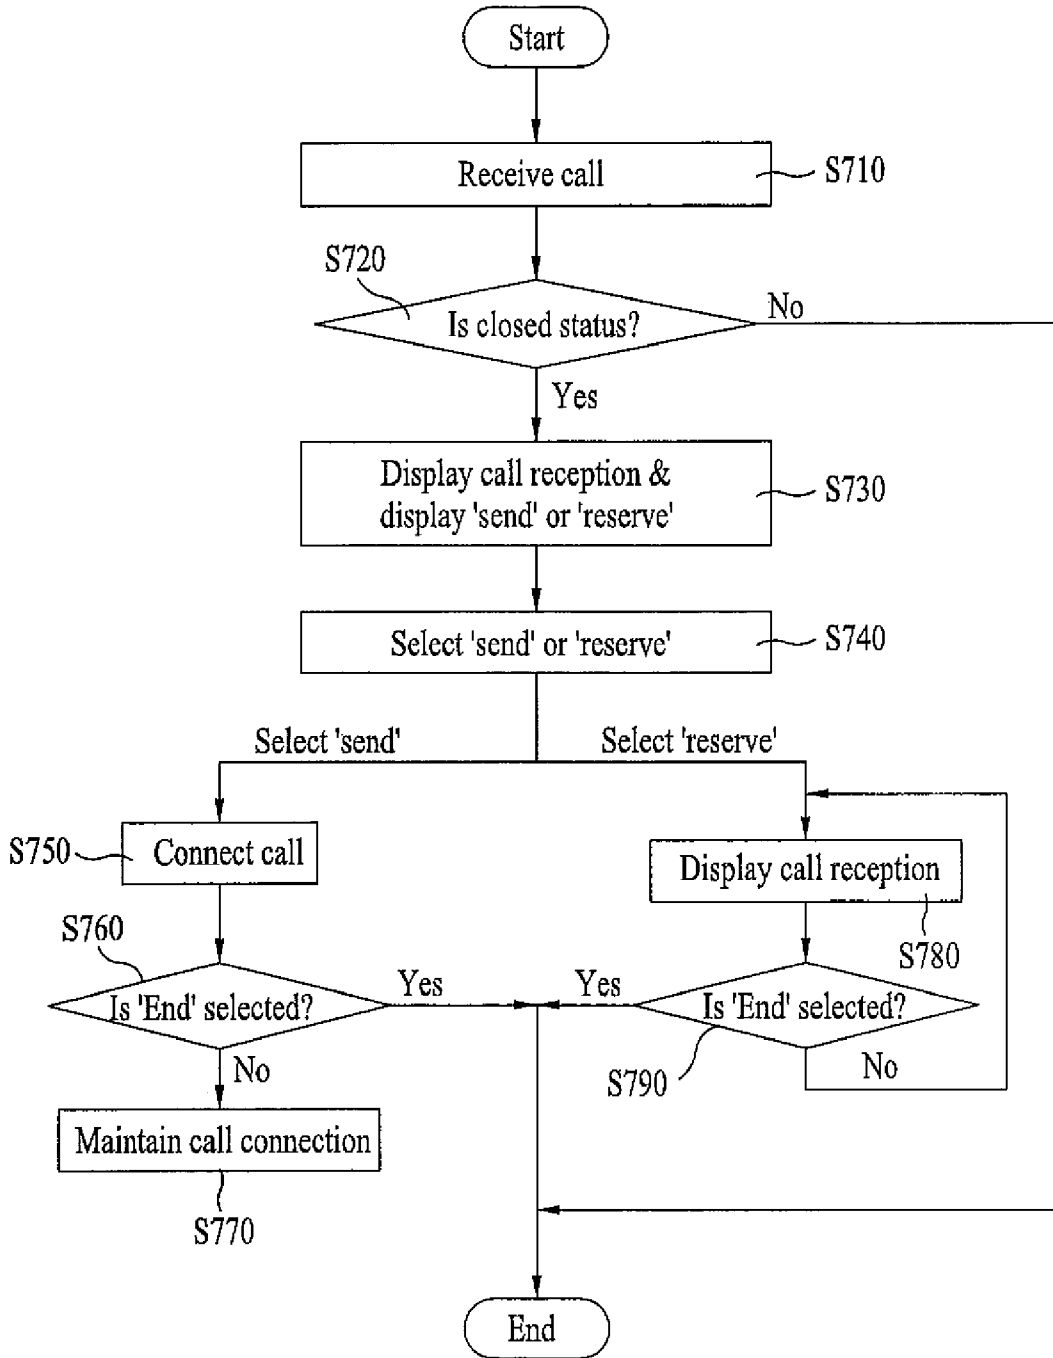 Start
Receive call
S710
S720
Is closed status?
No
Yes
Display call reception &
display 'send' or 'reserve'
S730
Select 'send' or 'reserve'
S740
Select 'send'
Select 'reserve'
S750
Connect call
Display call reception
S780
S760
Is 'End' selected?
Yes
Yes
Is 'End' selected?
S790
No
No
Maintain call connection
S770
End